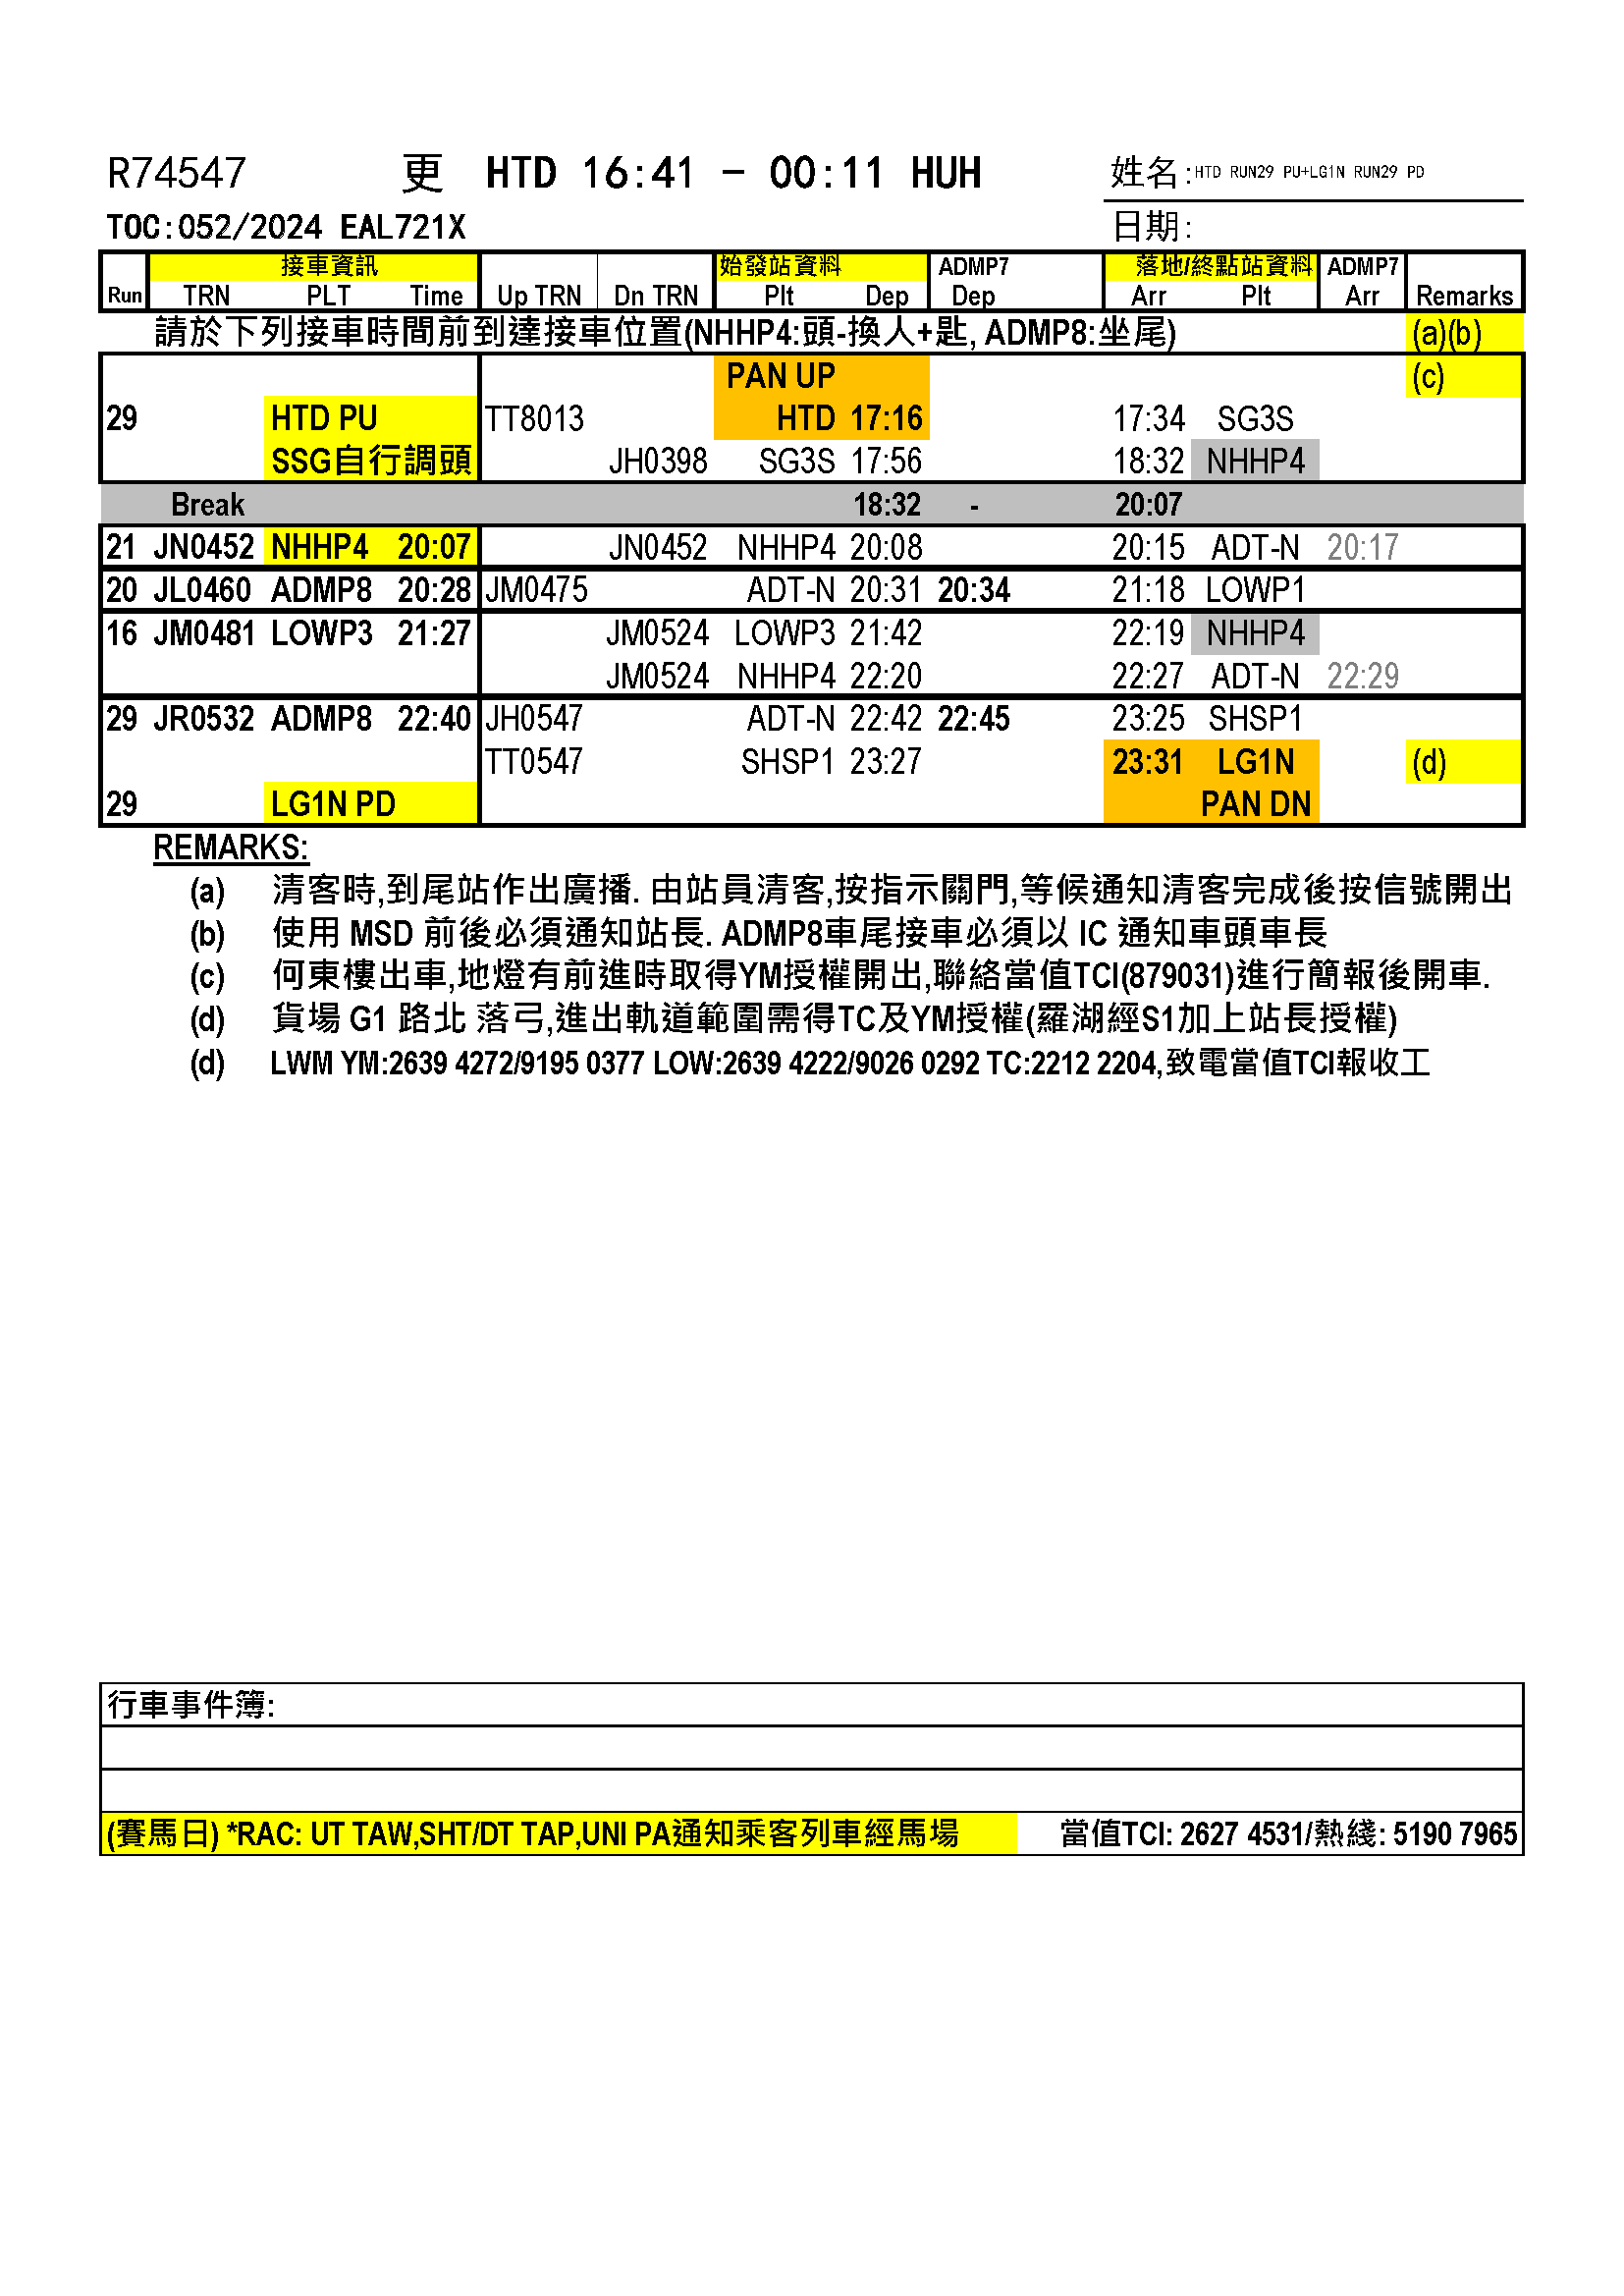 R74547 更 HTD 16:41 - 00:11 HUH 姓名:HTD RUN29 PU+LG1N RUN29 PD
TOC:052/2024 EAL721X 日期:
接車資訊 始發站資料 ADMP7 落地/終點站資料 ADMP7
Run TRN PLT Time Up TRN Dn TRN Plt Dep Dep Arr Plt Arr Remarks
請於下列接車時間前到達接車位置(NHHP4:頭-換人+匙, ADMP8:坐尾) (a)(b)
PAN UP (c)
29 HTD PU TT8013 HTD 17:16 17:34 SG3S
SSG自行調頭 JH0398 SG3S 17:56 18:32 NHHP4
Break 18:32 - 20:07
21 JN0452 NHHP4 20:07 JN0452 NHHP4 20:08 20:15 ADT-N 20:17
20 JL0460 ADMP8 20:28 JM0475 ADT-N 20:31 20:34 21:18 LOWP1
16 JM0481 LOWP3 21:27 JM0524 LOWP3 21:42 22:19 NHHP4
JM0524 NHHP4 22:20 22:27 ADT-N 22:29
29 JR0532 ADMP8 22:40 JH0547 ADT-N 22:42 22:45 23:25 SHSP1
TT0547 SHSP1 23:27 23:31 LG1N (d)
29 LG1N PD PAN DN
REMARKS:
(a) 清客時,到尾站作出廣播. 由站員清客,按指示關門,等候通知清客完成後按信號開出
(b) 使用 MSD 前後必須通知站長. ADMP8車尾接車必須以 IC 通知車頭車長
(c) 何東樓出車,地燈有前進時取得YM授權開出,聯絡當值TCI(879031)進行簡報後開車.
(d) 貨場 G1 路北 落弓,進出軌道範圍需得TC及YM授權(羅湖經S1加上站長授權)
(d) LWM YM:2639 4272/9195 0377 LOW:2639 4222/9026 0292 TC:2212 2204,致電當值TCI報收工
行車事件簿:
(賽馬日) *RAC: UT TAW,SHT/DT TAP,UNI PA通知乘客列車經馬場 當值TCI: 2627 4531/熱綫: 5190 7965